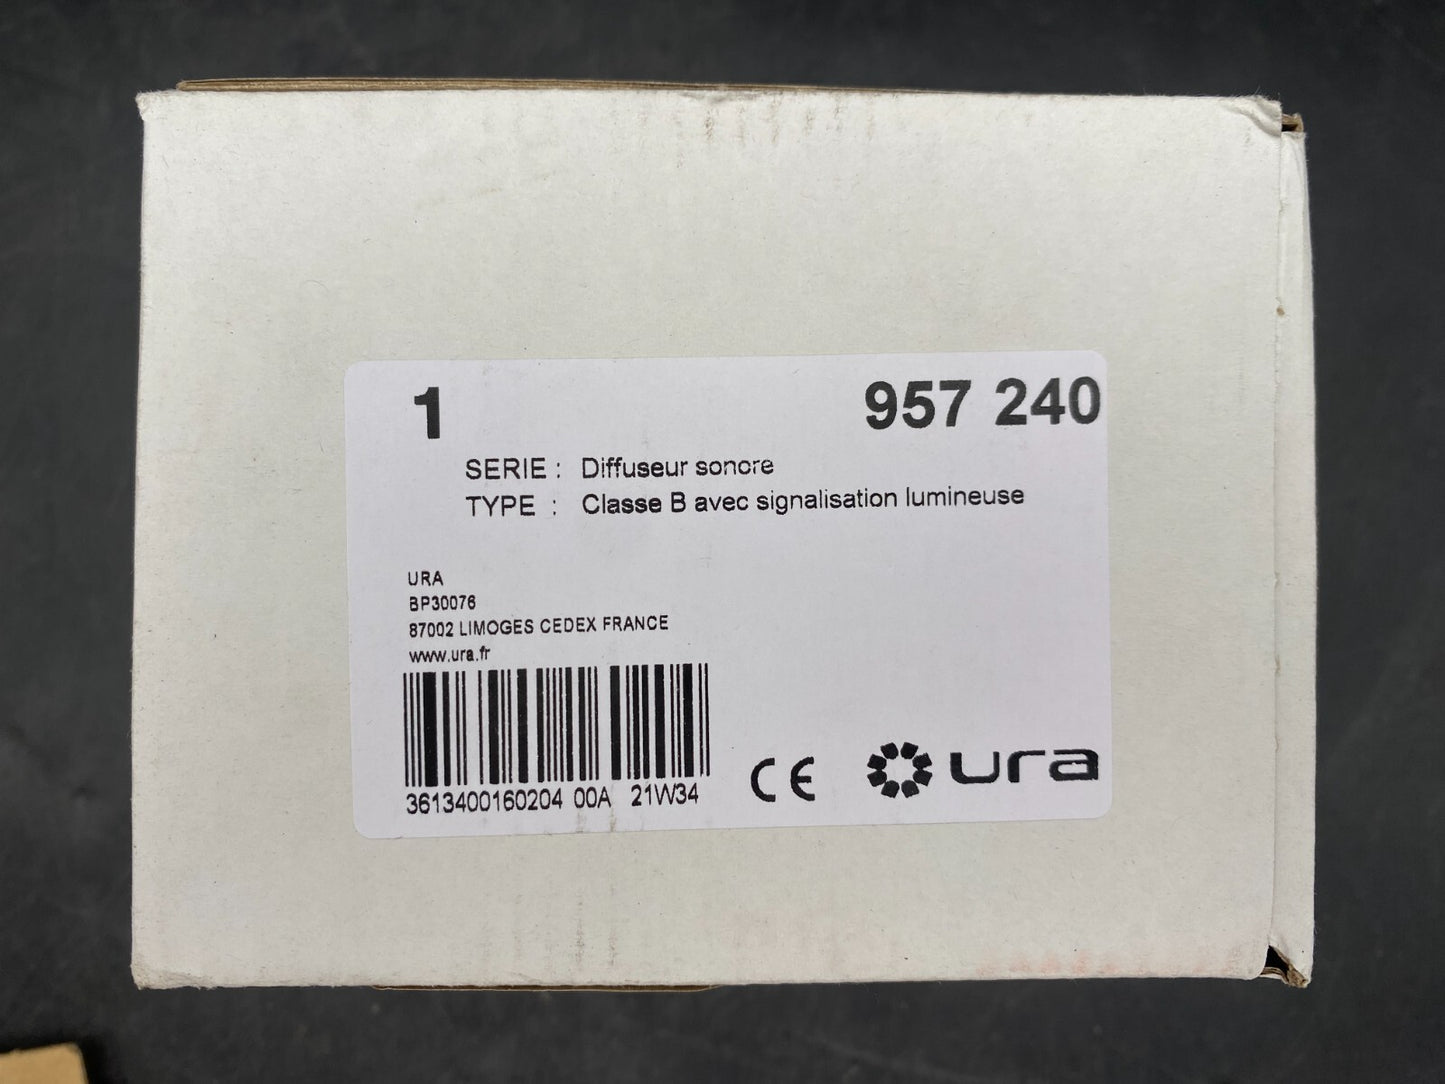 1
957 240
SERIE : Diffuseur sonore
TYPE : Classe B avec signalisation lumineuse
URA
BP30076
87002 LIMOGES CEDEX FRANCE
www.ura.fr
3613400160204 00A 21W34
CE
ura